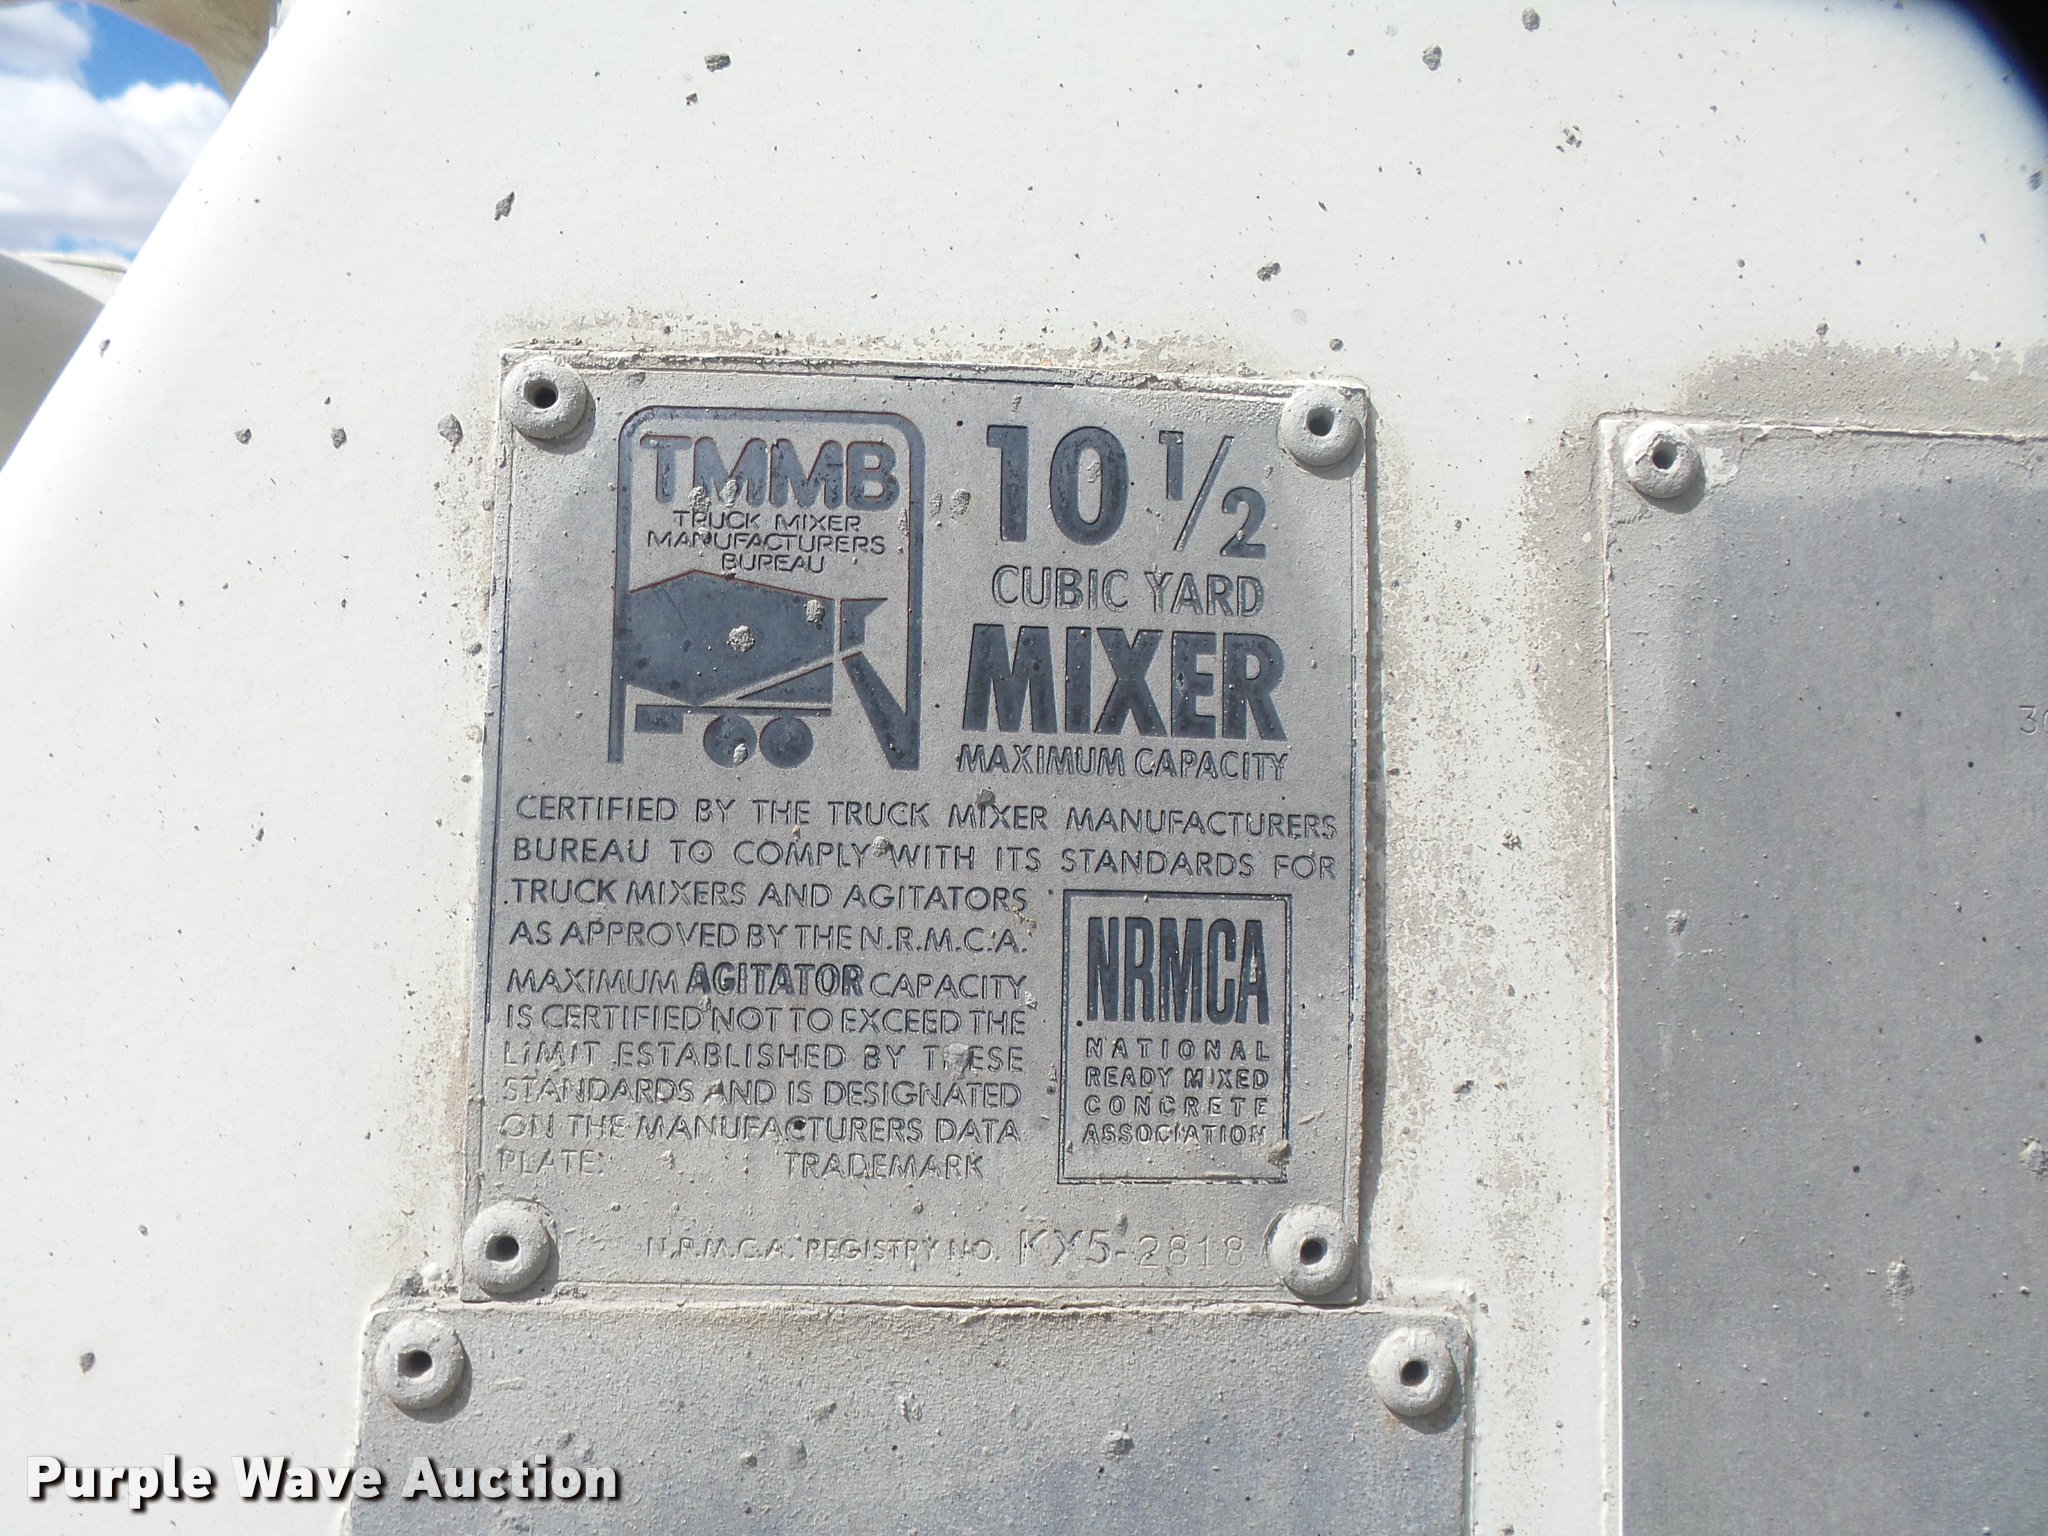 TMMB
TRUCK MIXER
MANUFACTURERS
BUREAU
10 1/2
CUBIC YARD
MIXER
MAXIMUM CAPACITY
CERTIFIED BY THE TRUCK MIXER MANUFACTURERS
BUREAU TO COMPLY WITH ITS STANDARDS FOR
TRUCK MIXERS AND AGITATORS
AS APPROVED BY THE N.R.M.C.A.
MAXIMUM AGITATOR CAPACITY
IS CERTIFIED NOT TO EXCEED THE
LIMIT ESTABLISHED BY THESE
STANDARDS AND IS DESIGNATED
ON THE MANUFACTURERS DATA
PLATE. TRADEMARK
NRMCA
NATIONAL
READY MIXED
CONCRETE
ASSOCIATION
N.R.M.C.A. REGISTRY NO. KX5-2818
Purple Wave Auction